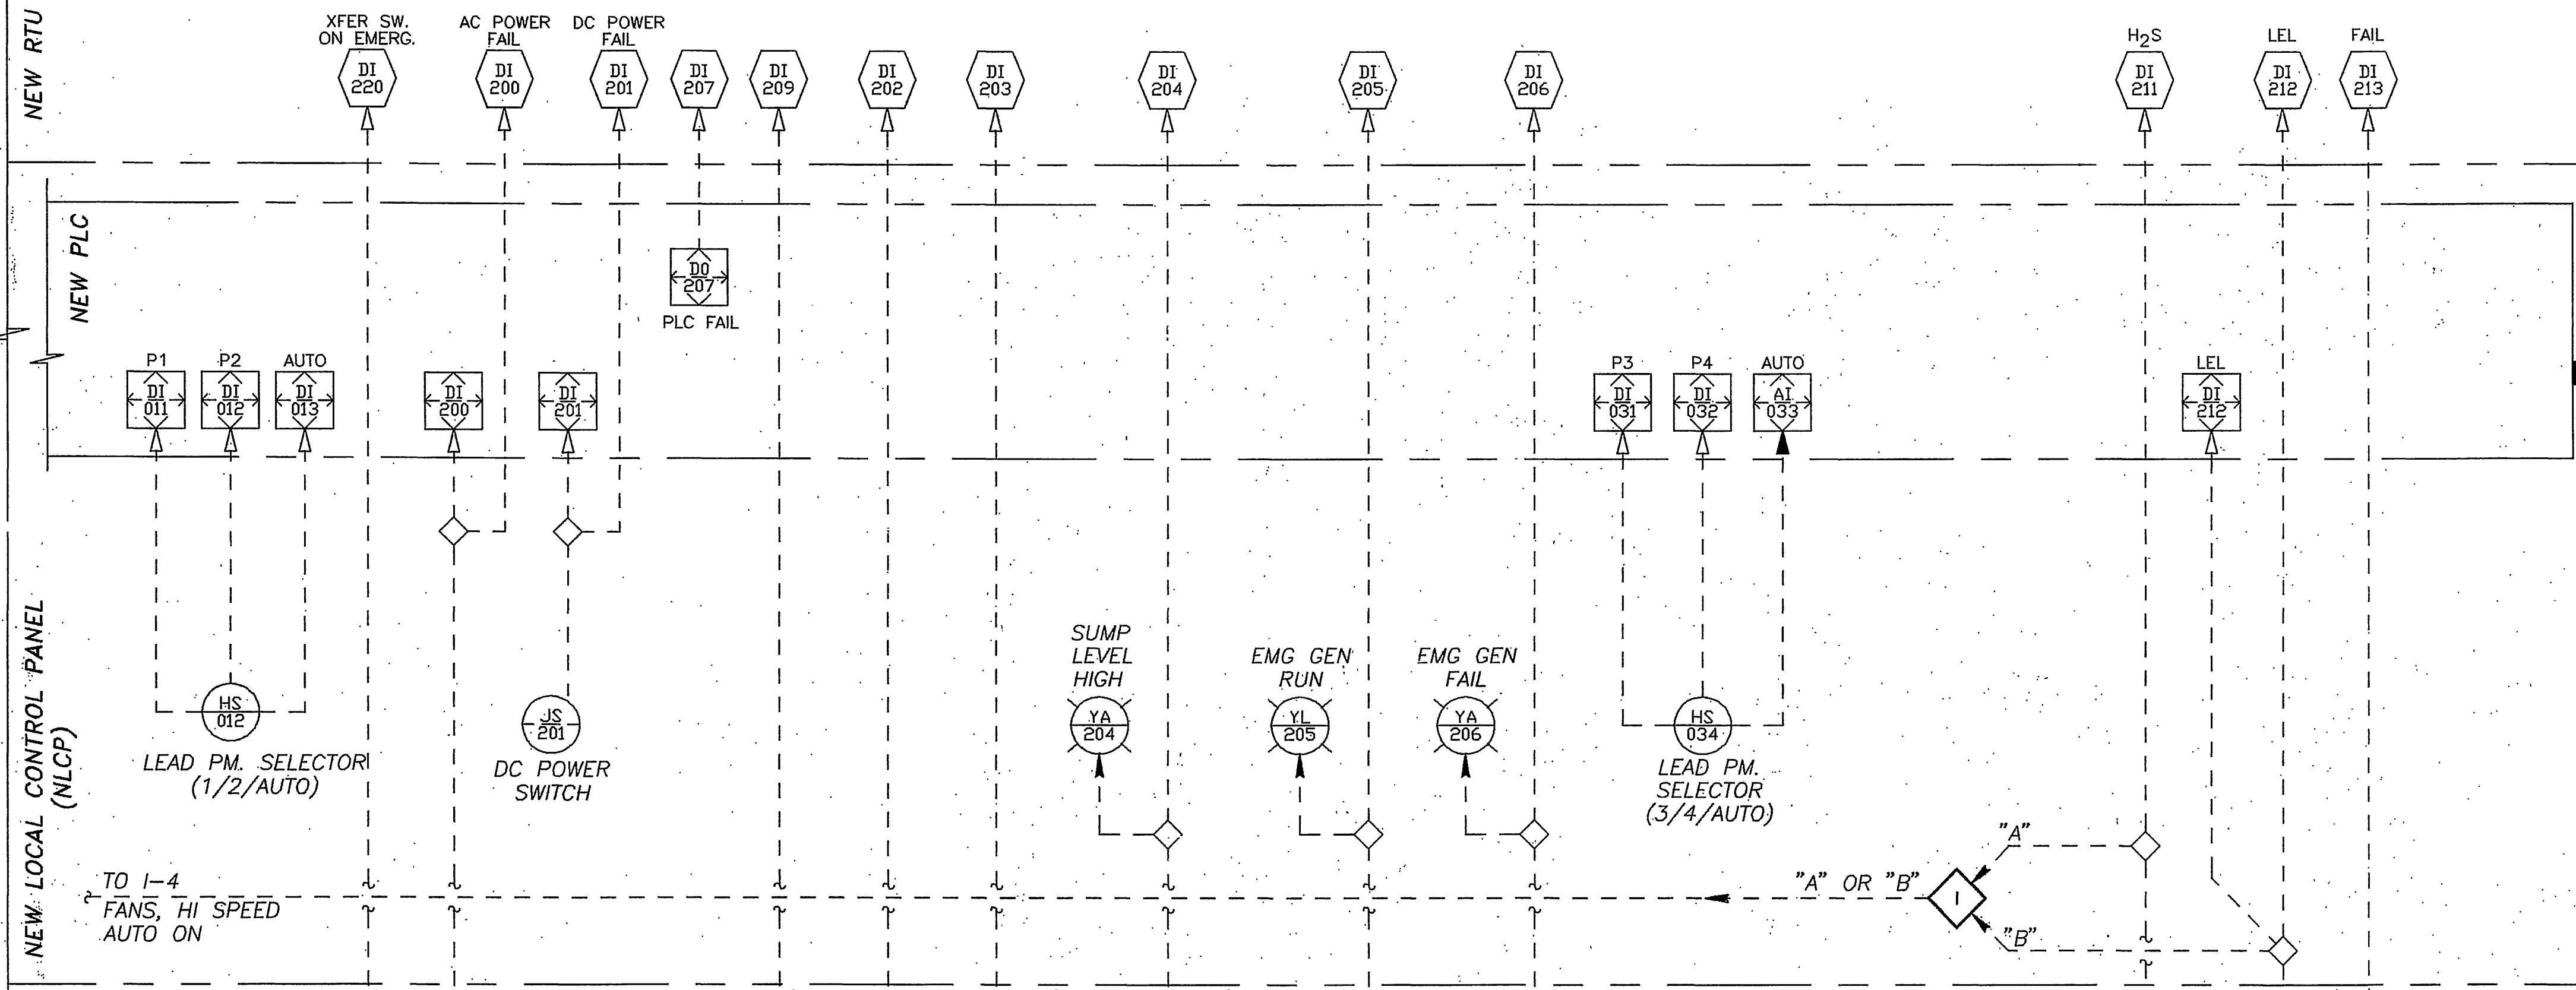 NEW RTU
XFER SW.
ON EMERG.
DI
220
AC POWER
FAIL
DI
200
DC POWER
FAIL
DI
201
DI
207
DI
209
DI
202
DI
203
DI
204
DI
205
DI
206
H2S
DI
211
LEL
DI
212
FAIL
DI
213
NEW PLC
DO
207
PLC FAIL
P1
DI
011
P2
DI
012
AUTO
DI
013
DI
200
DI
201
P3
DI
031
P4
DI
032
AUTO
AI
033
LEL
DI
212
NEW LOCAL CONTROL PANEL
(NLCP)
HS
012
LEAD PM. SELECTOR
(1/2/AUTO)
JS
201
DC POWER
SWITCH
SUMP
LEVEL
HIGH
YA
204
EMG GEN
RUN
YL
205
EMG GEN
FAIL
YA
206
HS
034
LEAD PM.
SELECTOR
(3/4/AUTO)
TO I-4
FANS, HI SPEED
AUTO ON
"A" OR "B"
I
"A"
"B"